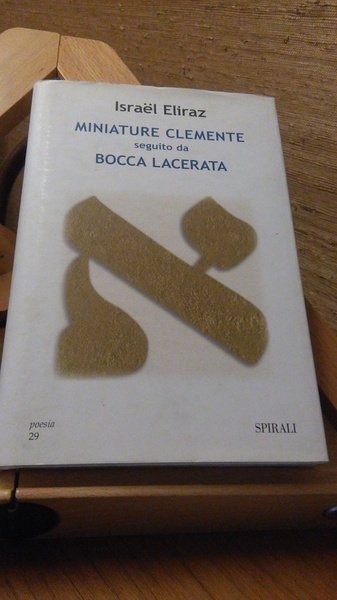 Israël Eliraz
MINIATURE CLEMENTE
seguito da
BOCCA LACERATA
א
poesia
29
SPIRALI